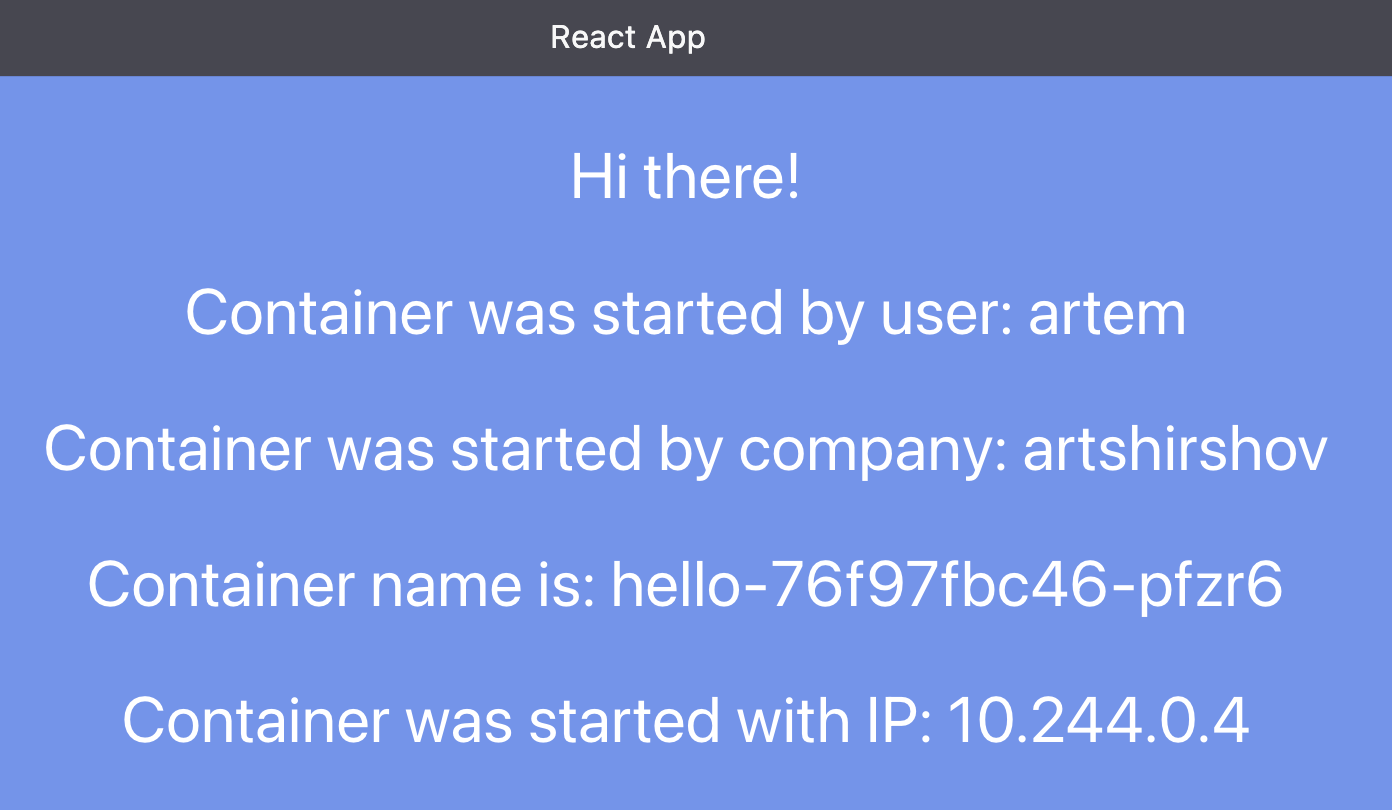 React App
Hi there!
Container was started by user: artem
Container was started by company: artshirshov
Container name is: hello-76f97fbc46-pfzr6
Container was started with IP: 10.244.0.4